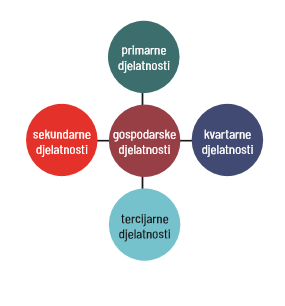 primarne
djelatnosti
sekundarne
djelatnosti
gospodarske
djelatnosti
kvartarne
djelatnosti
tercijarne
djelatnosti